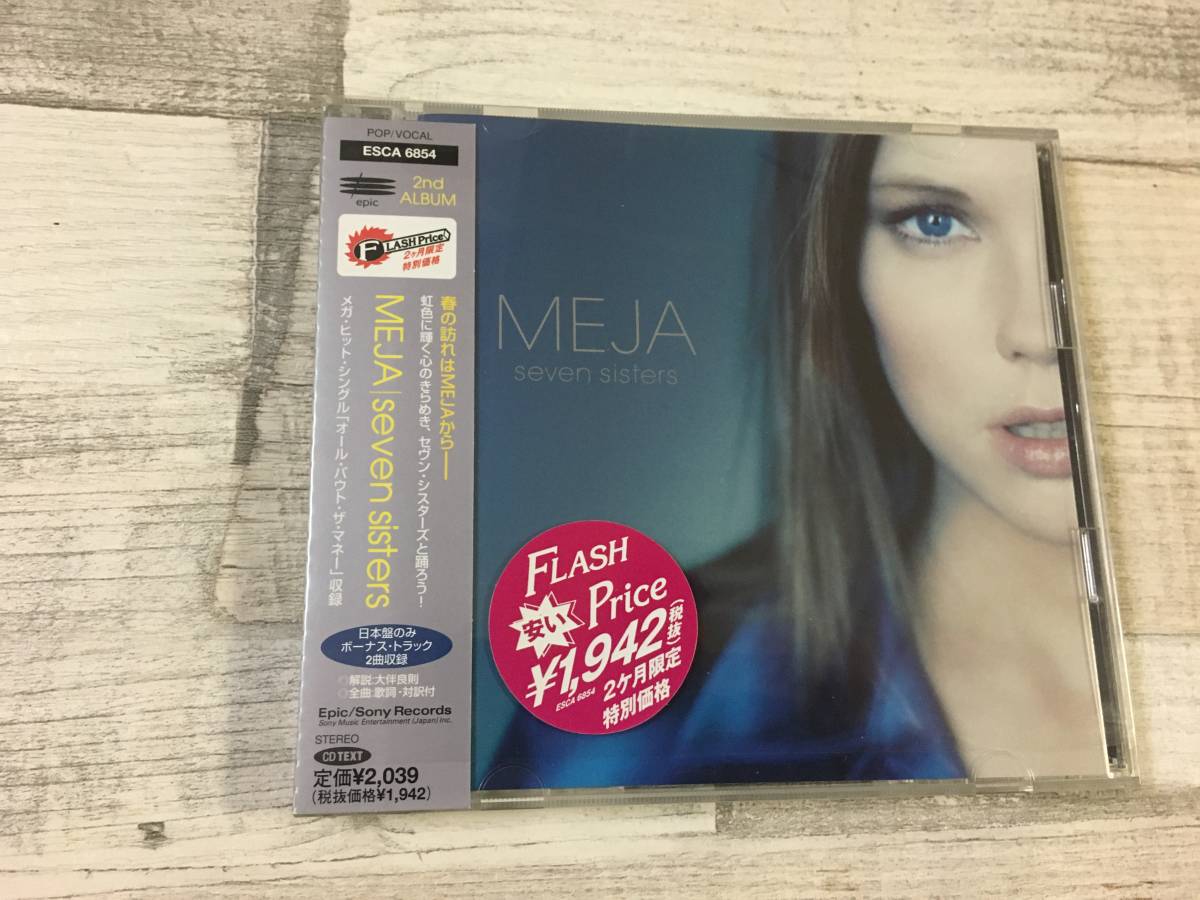 POP/VOCAL
ESCA 6854
epic
2nd
ALBUM
FLASH Price
2ケ月限定
特別価格
春の訪れはMEJAから──
虹色に輝く心のきらめき、セヴン・シスターズと踊ろう!
MEJA|seven sisters
メガ・ヒット・シングル「オール・バウト・ザ・マネー」収録
日本盤のみ
ボーナス・トラック
2曲収録
●解説:大伴良則
●全曲:歌詞・対訳付
Epic/Sony Records
Sony Music Entertainment (Japan) Inc.
STEREO
CD TEXT
定価¥2,039
(税抜価格¥1,942)
MEJA
seven sisters
FLASH
Price
安い
¥1,942(税抜)
ESCA 6854
2ケ月限定
特別価格